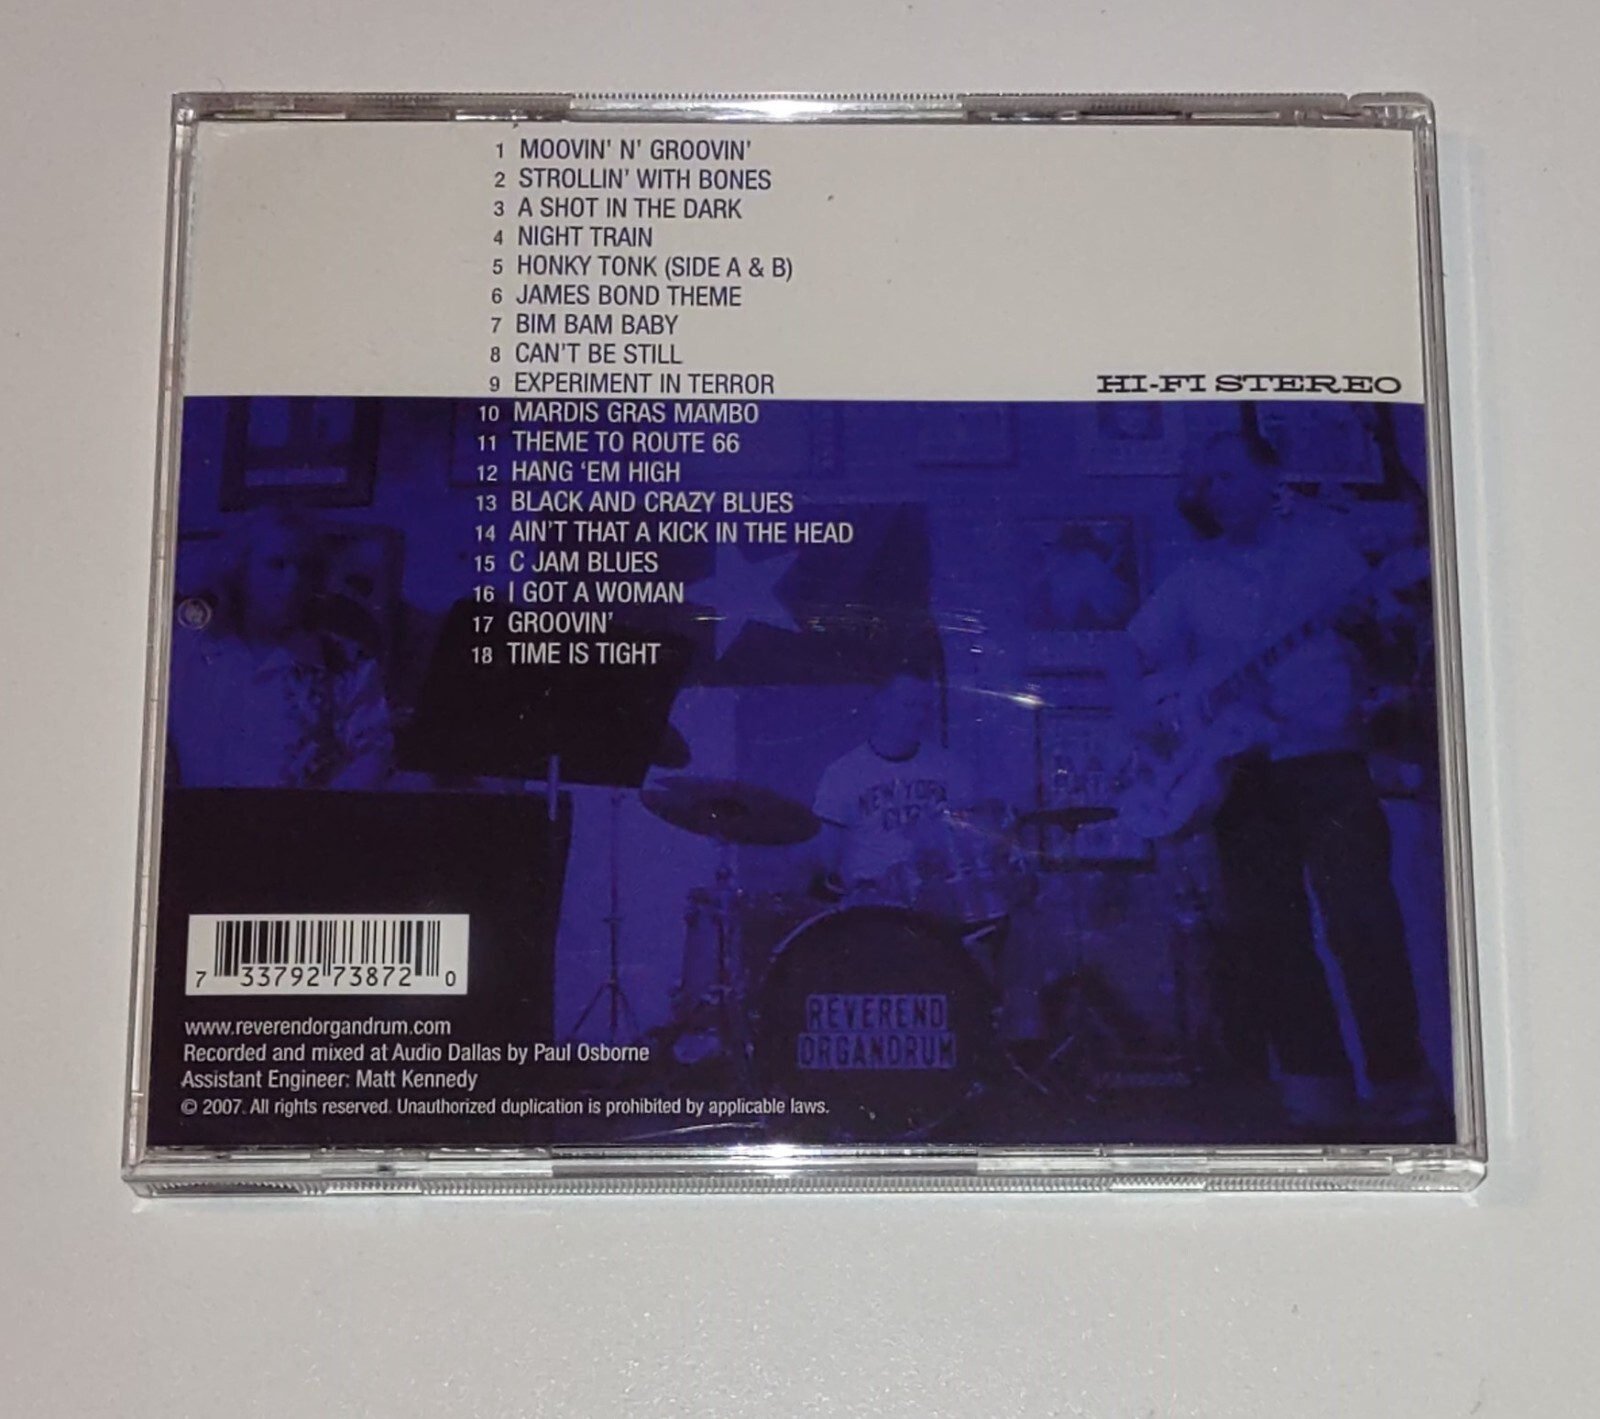 1 MOOVIN' N' GROOVIN'
2 STROLLIN' WITH BONES
3 A SHOT IN THE DARK
4 NIGHT TRAIN
5 HONKY TONK (SIDE A & B)
6 JAMES BOND THEME
7 BIM BAM BABY
8 CAN'T BE STILL
9 EXPERIMENT IN TERROR
HI-FI STEREO
10 MARDIS GRAS MAMBO
11 THEME TO ROUTE 66
12 HANG 'EM HIGH
13 BLACK AND CRAZY BLUES
14 AIN'T THAT A KICK IN THE HEAD
15 C JAM BLUES
16 I GOT A WOMAN
17 GROOVIN'
18 TIME IS TIGHT
NEW YORK
CITY
7 33792 73872 0
REVEREND
ORGANDRUM
www.reverendorgandrum.com
Recorded and mixed at Audio Dallas by Paul Osborne
Assistant Engineer: Matt Kennedy
© 2007. All rights reserved. Unauthorized duplication is prohibited by applicable laws.